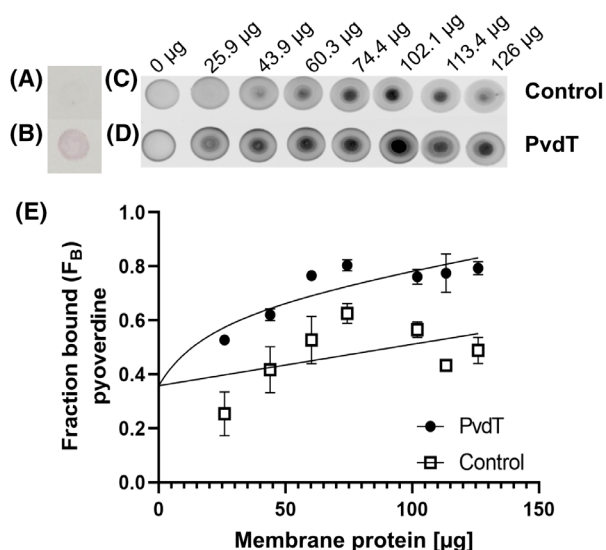 0 µg 25.9 µg 43.9 µg 60.3 µg 74.4 µg 102.1 µg 113.4 µg 126 µg
(A) (C) Control
(B) (D) PvdT
(E)
1.0
0.8
0.6
0.4
0.2
0.0
Fraction bound (FB)
pyoverdine
PvdT
Control
0 50 100 150
Membrane protein [µg]